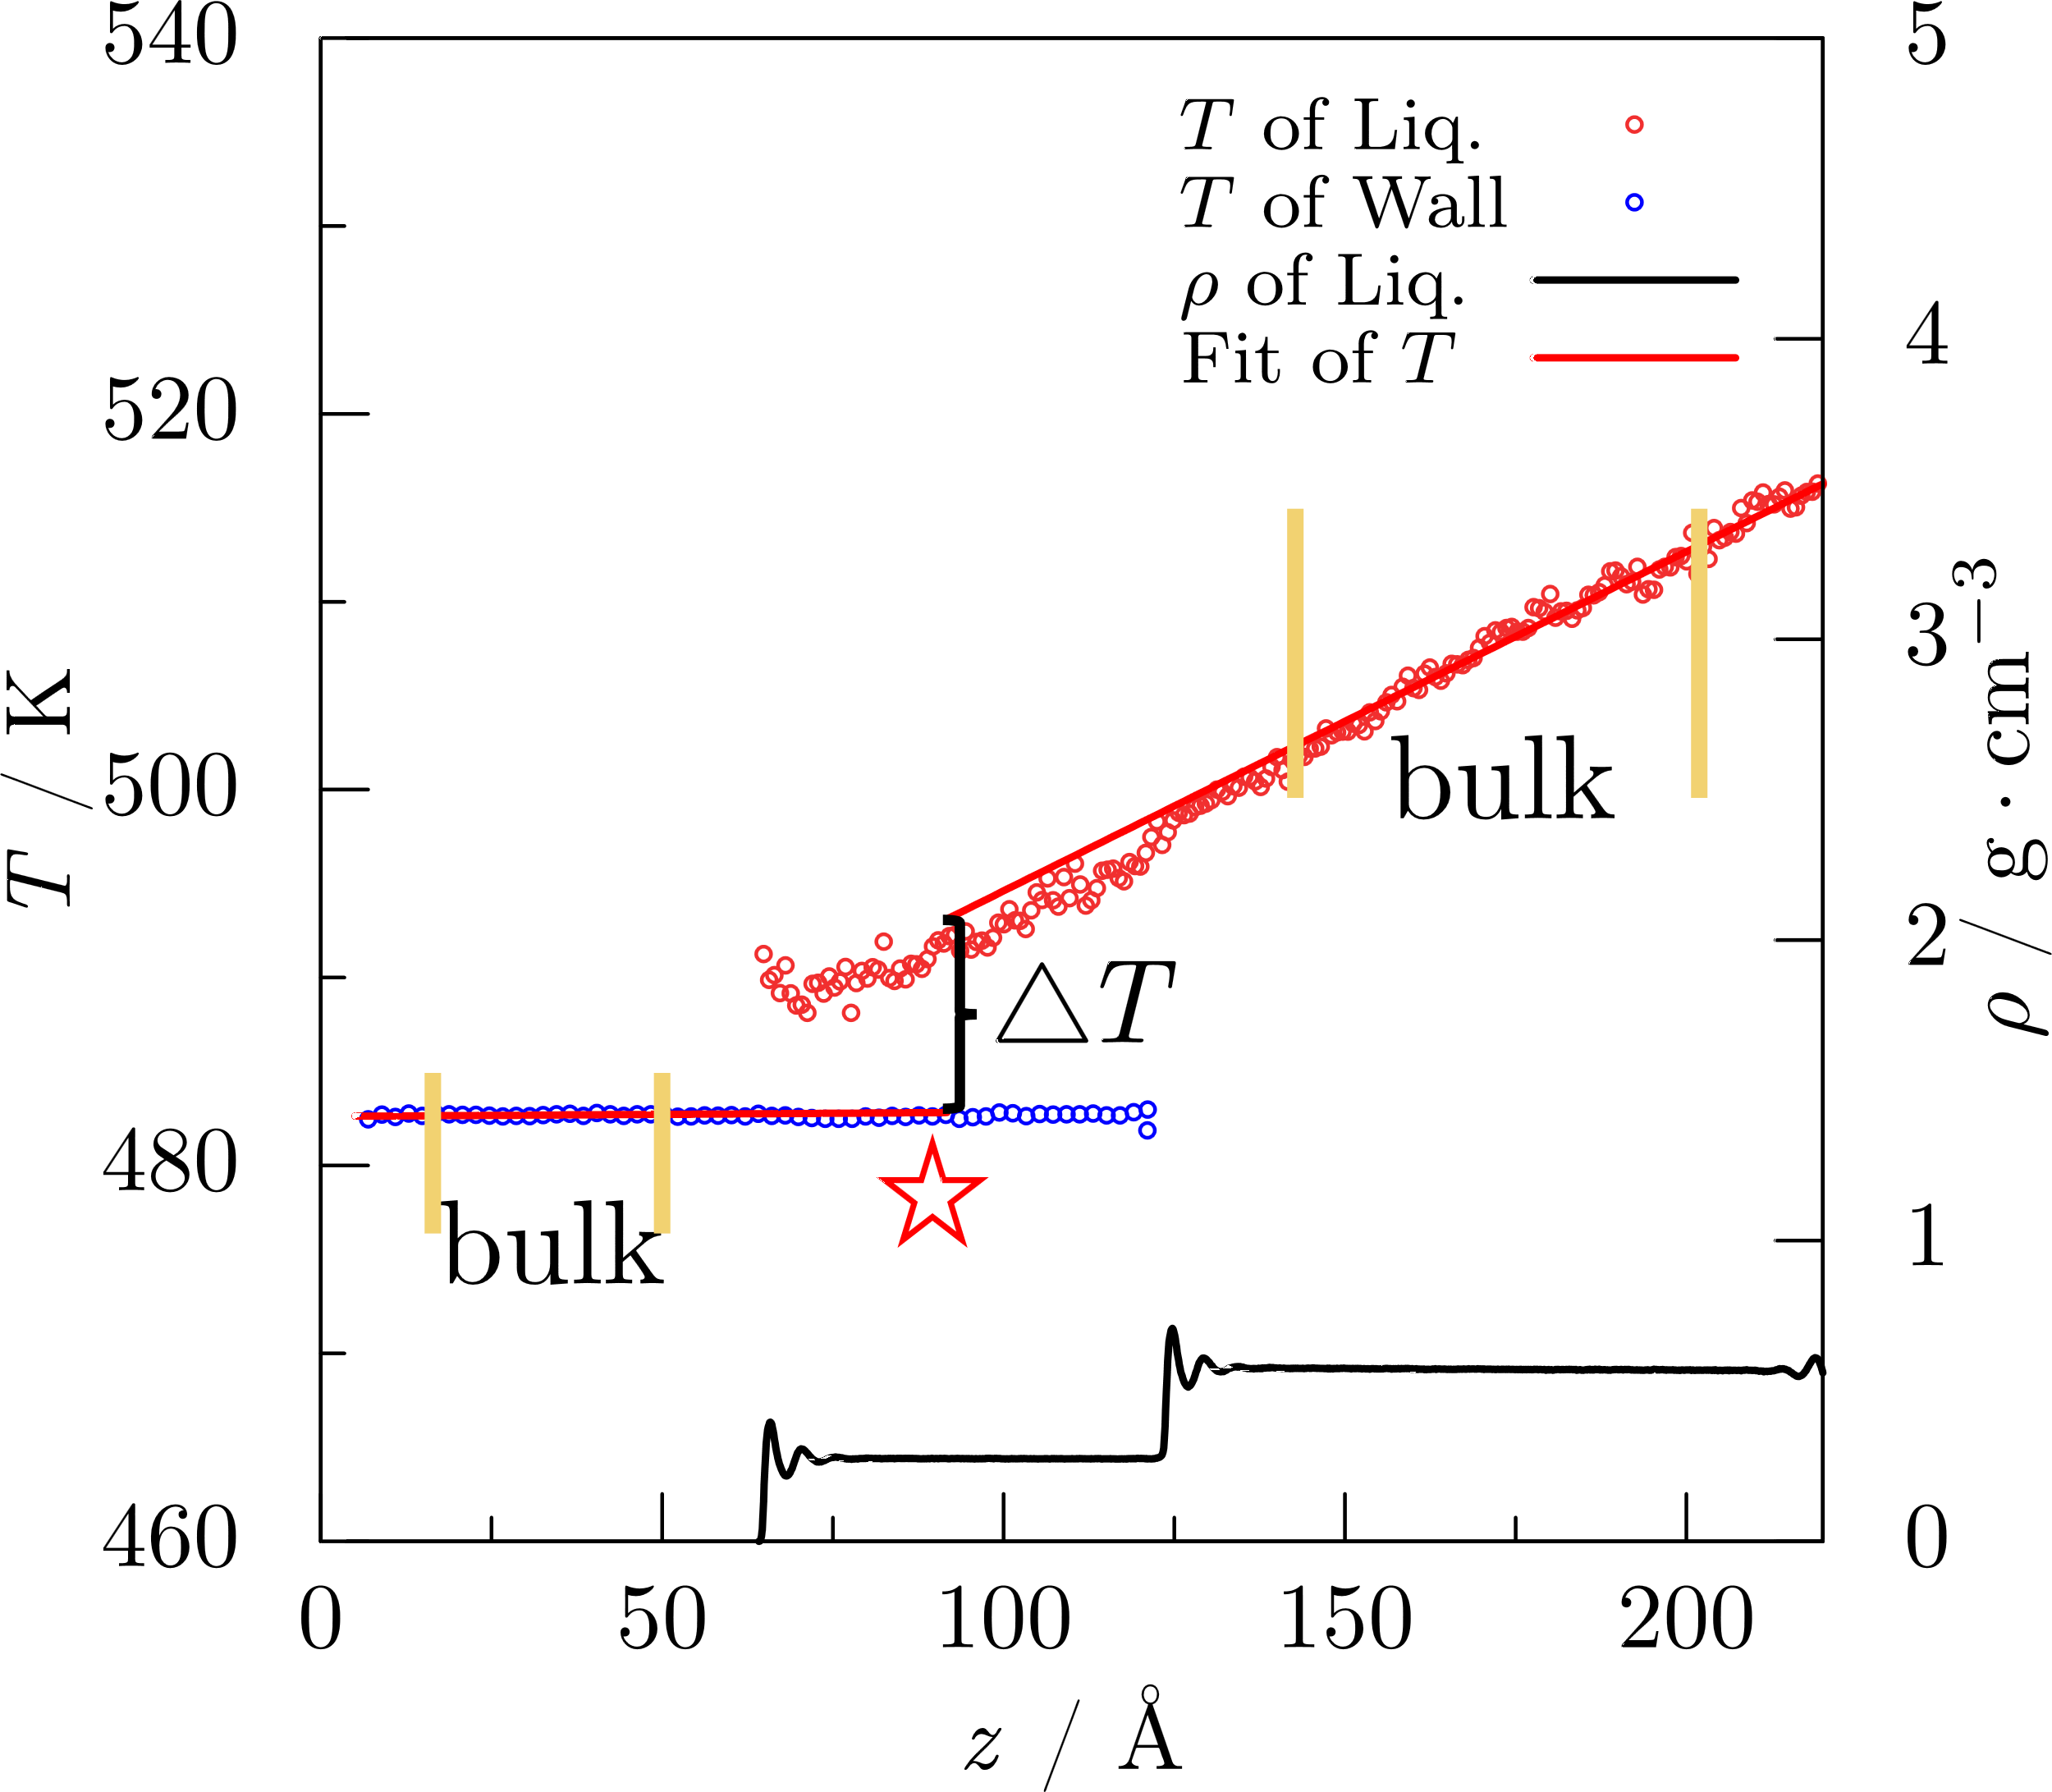 540
520
500
480
460
T / K
5
4
3
2
1
0
ρ / g · cm⁻³
T of Liq.
T of Wall
ρ of Liq.
Fit of T
bulk
△T
bulk
0 50 100 150 200
z / Å